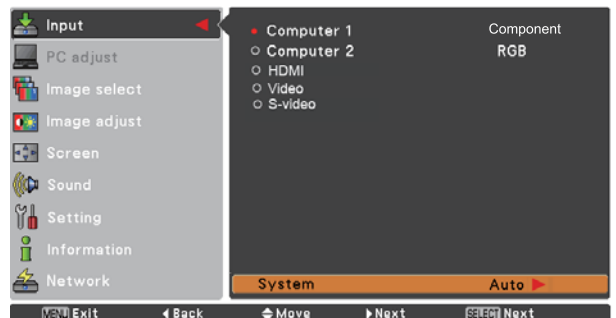 Input
PC adjust
Image select
Image adjust
Screen
Sound
Setting
Information
Network
Computer 1 Component
Computer 2 RGB
HDMI
Video
S-video
System Auto
MENU Exit Back Move Next SELECT Next